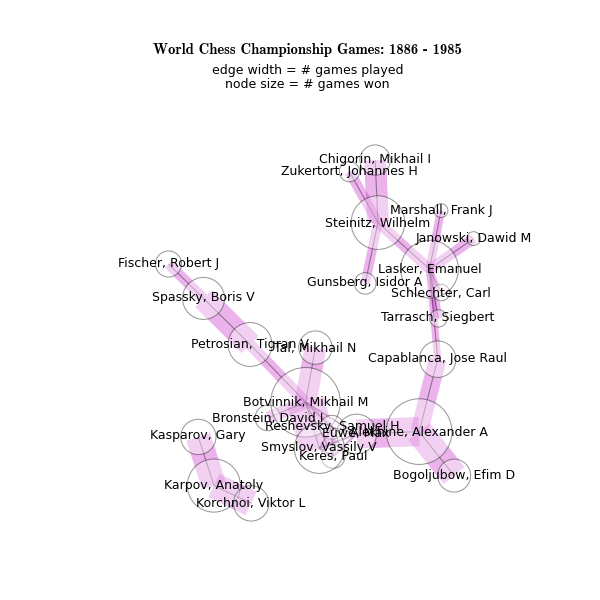 World Chess Championship Games: 1886 - 1985
edge width = # games played
node size = # games won
Chigorin, Mikhail I
Zukertort, Johannes H
Marshall, Frank J
Steinitz, Wilhelm
Janowski, Dawid M
Fischer, Robert J
Lasker, Emanuel
Gunsberg, Isidor A
Schlechter, Carl
Spassky, Boris V
Tarrasch, Siegbert
Petrosian, Tigran V
Tal, Mikhail N
Capablanca, Jose Raul
Botvinnik, Mikhail M
Bronstein, David I
Reshevsky, Samuel H
Euwe, Max
Alekhine, Alexander A
Kasparov, Gary
Smyslov, Vassily V
Keres, Paul
Bogoljubow, Efim D
Karpov, Anatoly
Korchnoi, Viktor L